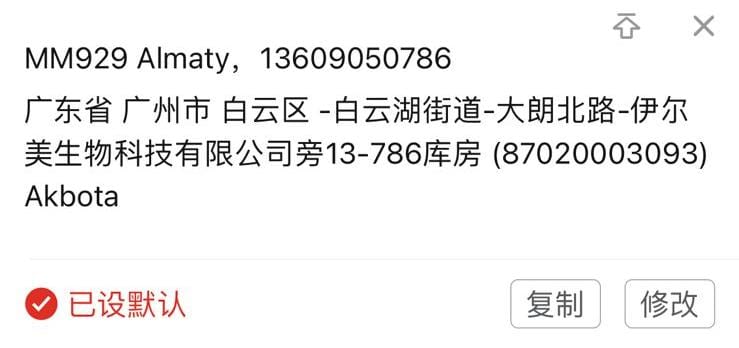 MM929 Almaty，13609050786
广东省 广州市 白云区 -白云湖街道-大朗北路-伊尔
美生物科技有限公司旁13-786库房 (87020003093)
Akbota
已设默认
复制
修改